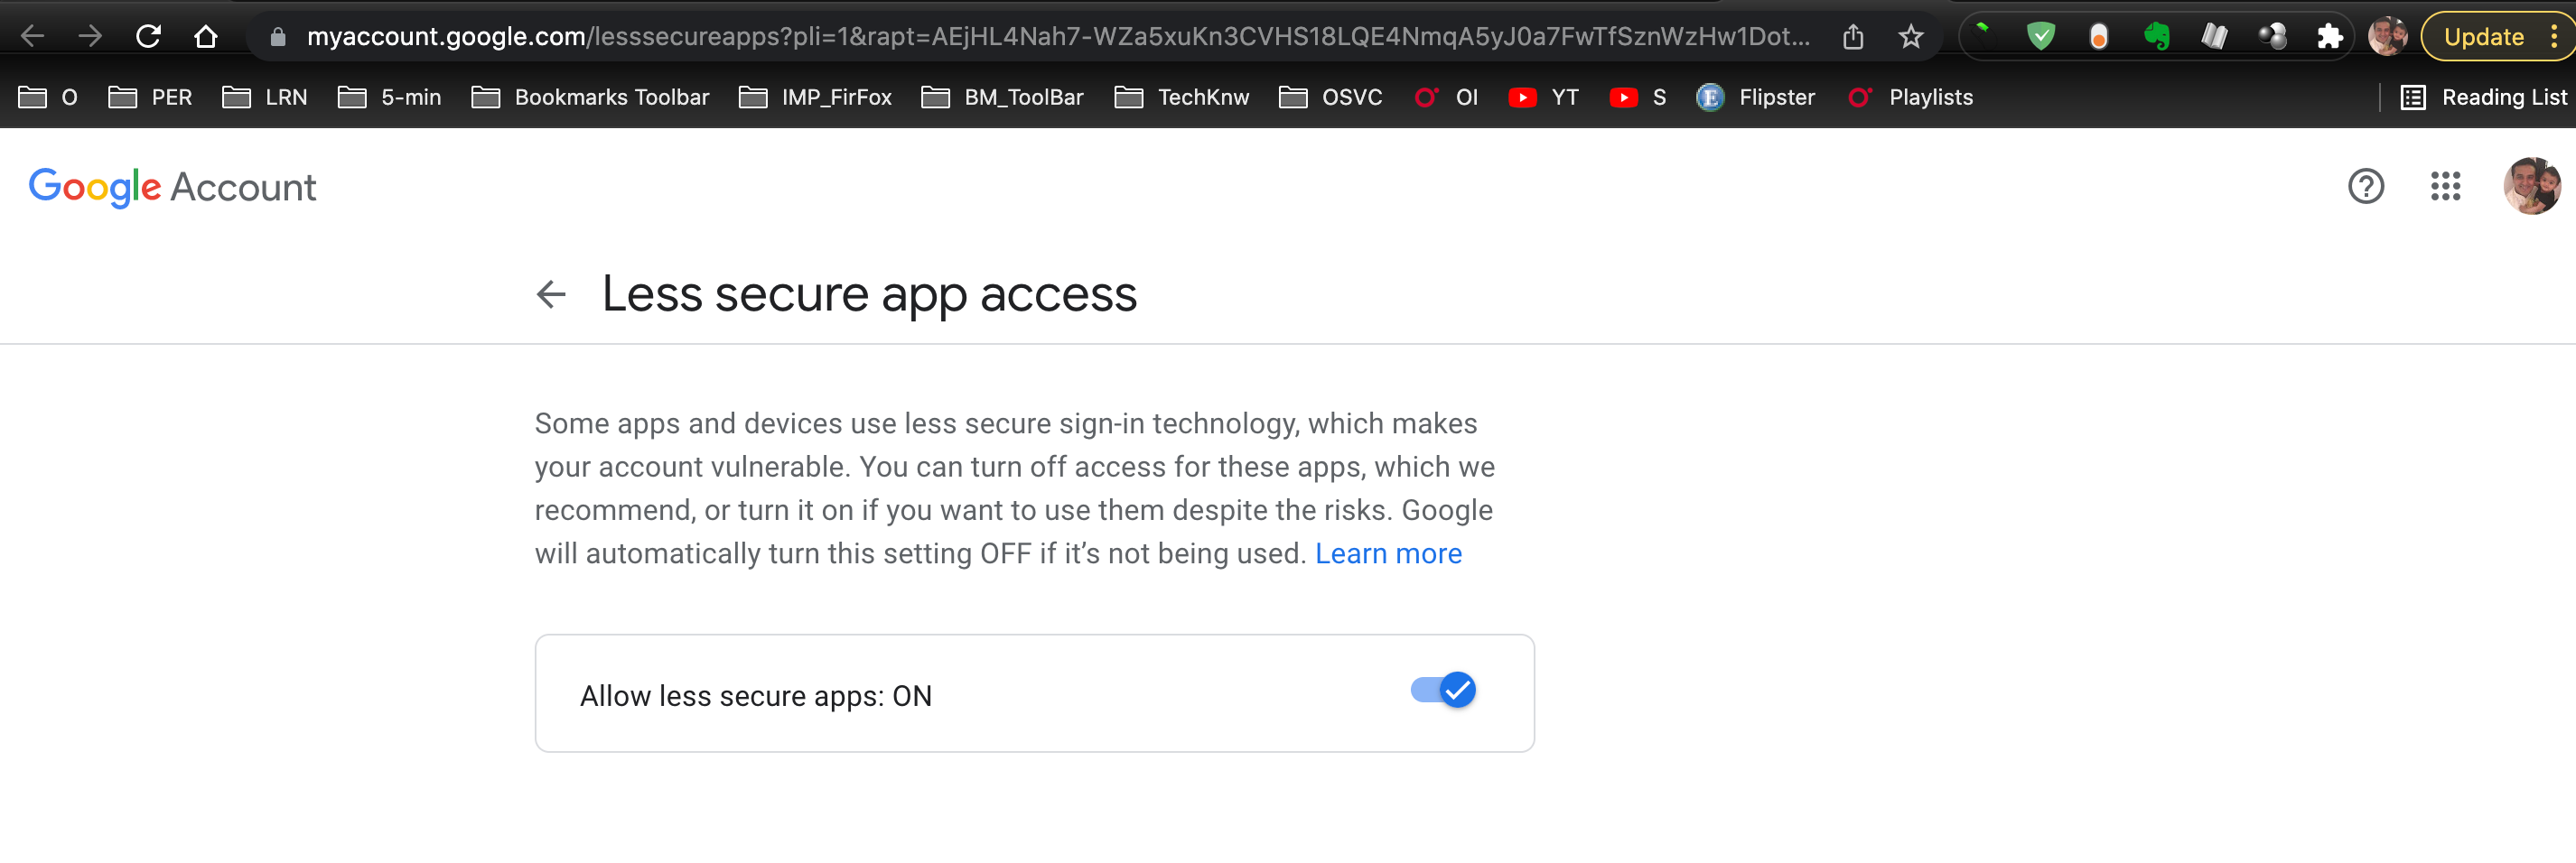 myaccount.google.com/lesssecureapps?pli=1&rapt=AEjHL4Nah7-WZa5xuKn3CVHS18LQE4NmqA5yJ0a7FwTfSznWzHw1Dot... Update
O PER LRN 5-min Bookmarks Toolbar IMP_FirFox BM_ToolBar TechKnw OSVC OI YT S E Flipster Playlists Reading List
Google Account
Less secure app access
Some apps and devices use less secure sign-in technology, which makes
your account vulnerable. You can turn off access for these apps, which we
recommend, or turn it on if you want to use them despite the risks. Google
will automatically turn this setting OFF if it’s not being used. Learn more
Allow less secure apps: ON